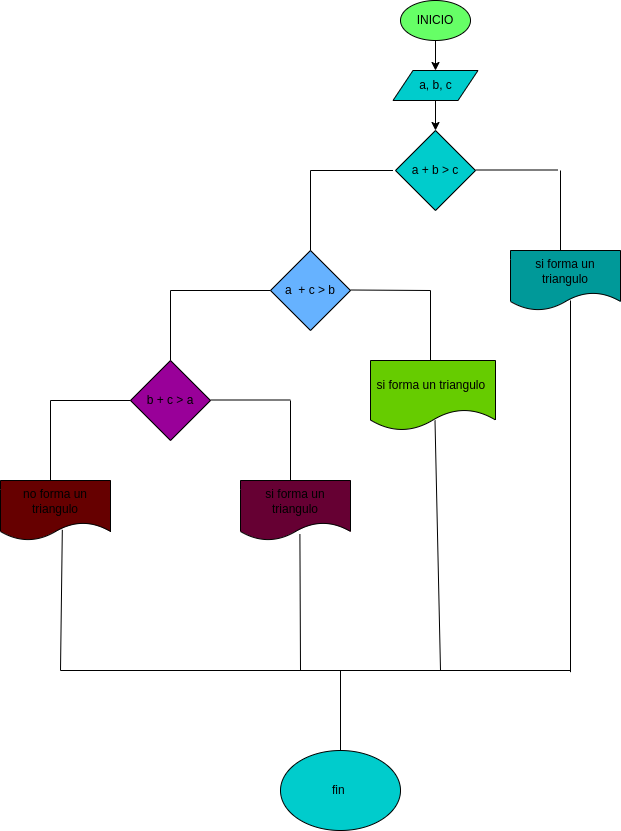 INICIO
a, b, c
a + b > c
si forma un
triangulo
a + c > b
si forma un triangulo
b + c > a
no forma un
triangulo
si forma un
triangulo
fin